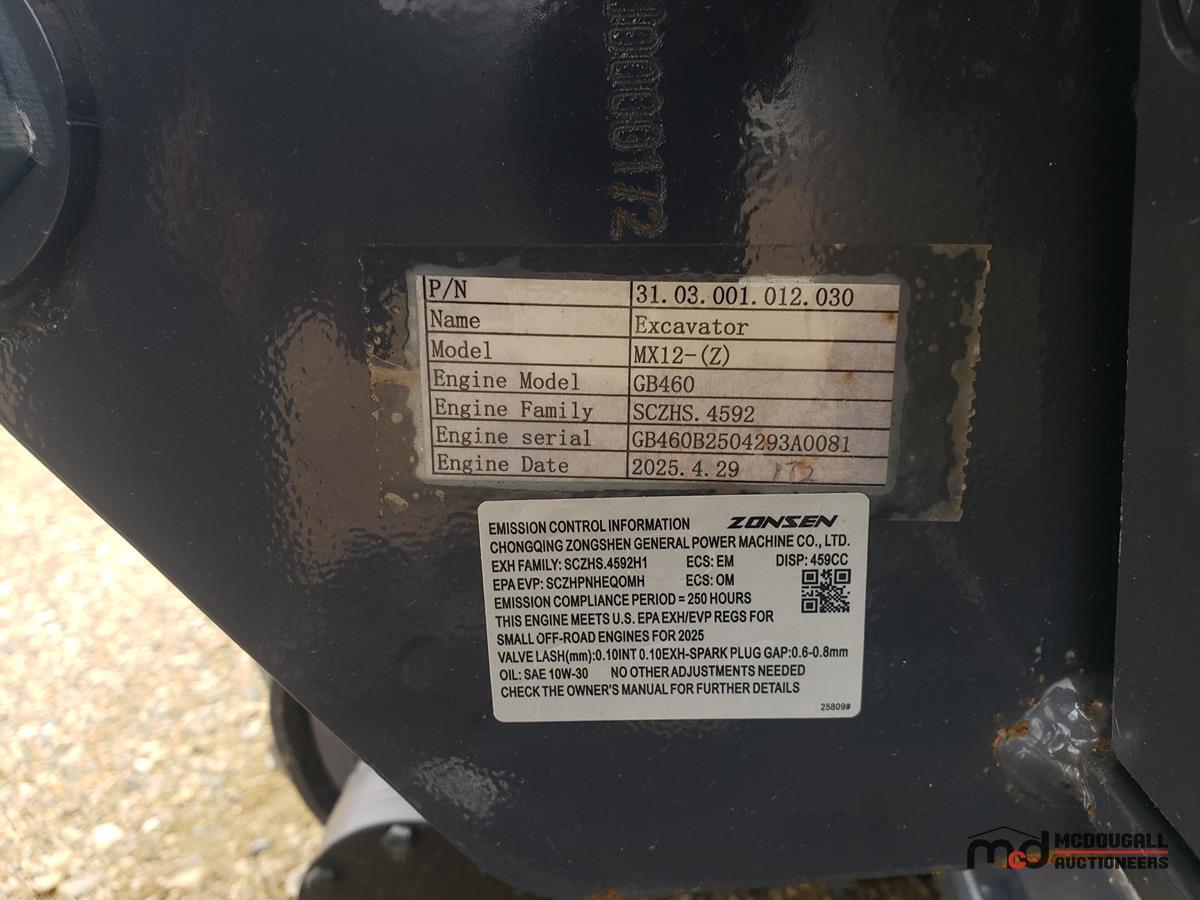 0000172
P/N 31.03.001.012.030
Name Excavator
Model MX12-(Z)
Engine Model GB460
Engine Family SCZHS.4592
Engine serial GB460B2504293A0081
Engine Date 2025.4.29 172
EMISSION CONTROL INFORMATION ZONSEN
CHONGQING ZONGSHEN GENERAL POWER MACHINE CO., LTD.
EXH FAMILY: SCZHS.4592H1 ECS: EM DISP: 459CC
EPA EVP: SCZHPNHEQOMH ECS: OM
EMISSION COMPLIANCE PERIOD = 250 HOURS
THIS ENGINE MEETS U.S. EPA EXH/EVP REGS FOR
SMALL OFF-ROAD ENGINES FOR 2025
VALVE LASH(mm):0.10INT 0.10EXH-SPARK PLUG GAP:0.6-0.8mm
OIL: SAE 10W-30 NO OTHER ADJUSTMENTS NEEDED
CHECK THE OWNER'S MANUAL FOR FURTHER DETAILS
25809#
mcd MCDOUGALL
AUCTIONEERS